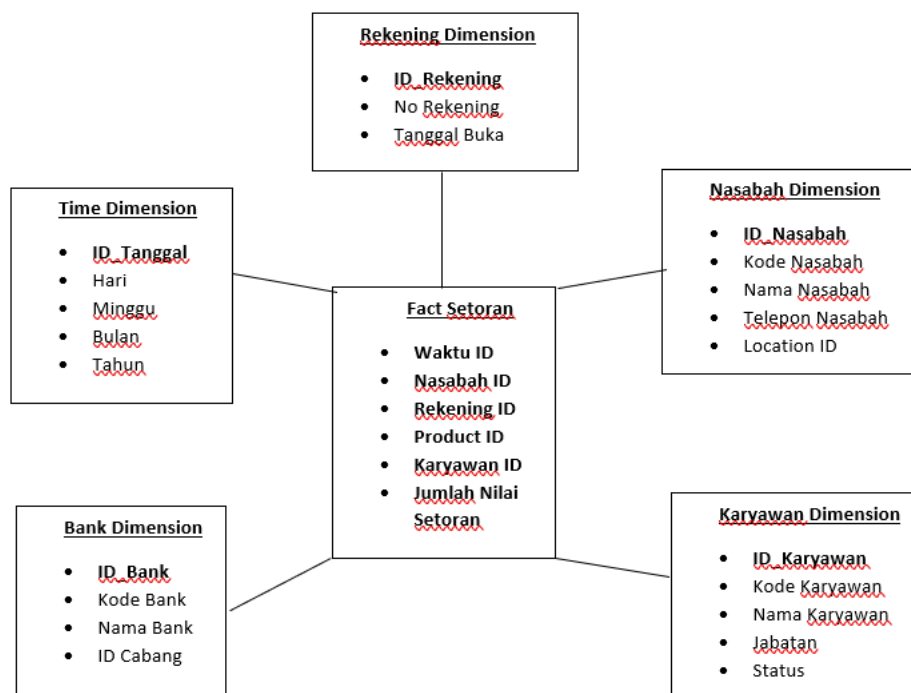 Rekening Dimension
• ID_Rekening
• No Rekening
• Tanggal Buka
Time Dimension
• ID_Tanggal
• Hari
• Minggu
• Bulan
• Tahun
Nasabah Dimension
• ID_Nasabah
• Kode Nasabah
• Nama Nasabah
• Telepon Nasabah
• Location ID
Fact Setoran
• Waktu ID
• Nasabah ID
• Rekening ID
• Product ID
• Karyawan ID
• Jumlah Nilai
Setoran
Bank Dimension
• ID_Bank
• Kode Bank
• Nama Bank
• ID Cabang
Karyawan Dimension
• ID_Karyawan
• Kode Karyawan
• Nama Karyawan
• Jabatan
• Status